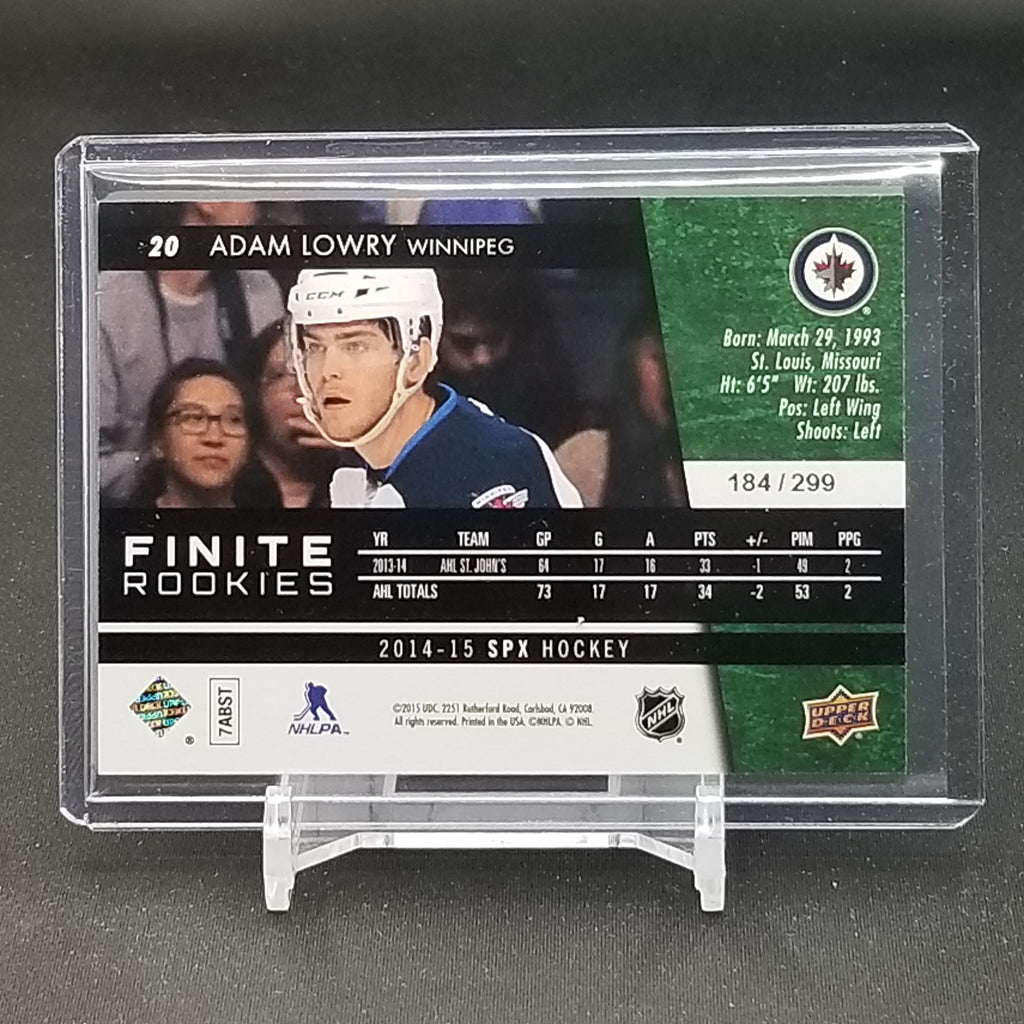 20 ADAM LOWRY WINNIPEG
CCM
Born: March 29, 1993
St. Louis, Missouri
Ht: 6'5" Wt: 207 lbs.
Pos: Left Wing
Shoots: Left
184 / 299
FINITE
ROOKIES
YR TEAM GP G A PTS +/- PIM PPG
2013-14 AHL ST. JOHN'S 64 17 16 33 -1 49 2
AHL TOTALS 73 17 17 34 -2 53 2
2014-15 SPX HOCKEY
®
7ABST
NHLPA™
©2015 UDC. 2251 Rutherford Road, Carlsbad, CA 92008.
All rights reserved. Printed in the USA. ©NHLPA. © NHL.
NHL
UPPER
DECK